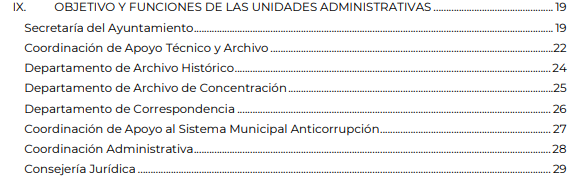 IX. OBJETIVO Y FUNCIONES DE LAS UNIDADES ADMINISTRATIVAS 19
Secretaría del Ayuntamiento 19
Coordinación de Apoyo Técnico y Archivo 22
Departamento de Archivo Histórico 24
Departamento de Archivo de Concentración 25
Departamento de Correspondencia 26
Coordinación de Apoyo al Sistema Municipal Anticorrupción 27
Coordinación Administrativa 28
Consejería Jurídica 29